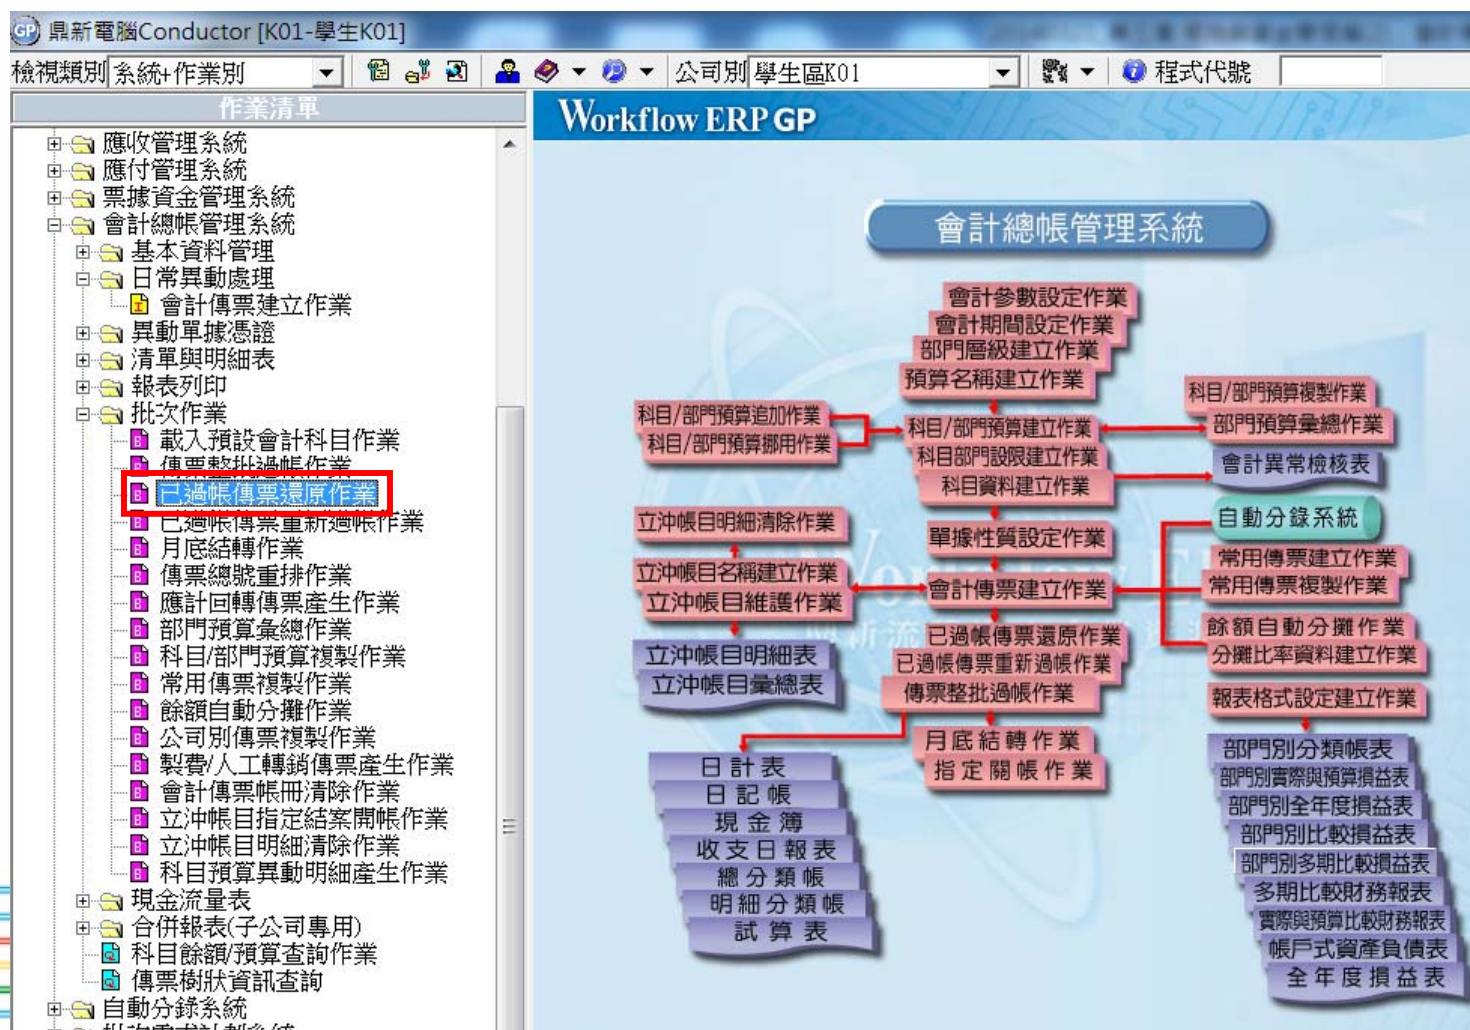 鼎新電腦Conductor [K01-學生K01]
檢視類別 系統+作業別 公司別 學生區K01 程式代號
作業清單
應收管理系統
應付管理系統
票據資金管理系統
會計總帳管理系統
基本資料管理
日常異動處理
會計傳票建立作業
異動單據憑證
清單與明細表
報表列印
批次作業
載入預設會計科目作業
傳票整批過帳作業
已過帳傳票還原作業
已過帳傳票重新過帳作業
月底結轉作業
傳票總號重排作業
應計回轉傳票產生作業
部門預算彙總作業
科目/部門預算複製作業
常用傳票複製作業
餘額自動分攤作業
公司別傳票複製作業
製費/人工轉銷傳票產生作業
會計傳票帳冊清除作業
立沖帳目指定結案開帳作業
立沖帳目明細清除作業
科目預算異動明細產生作業
現金流量表
合併報表(子公司專用)
科目餘額/預算查詢作業
傳票樹狀資訊查詢
自動分錄系統
Workflow ERP GP
會計總帳管理系統
會計參數設定作業
會計期間設定作業
部門層級建立作業
預算名稱建立作業
科目/部門預算追加作業
科目/部門預算挪用作業
科目/部門預算建立作業
科目部門設限建立作業
科目資料建立作業
科目/部門預算複製作業
部門預算彙總作業
會計異常檢核表
立沖帳目明細清除作業
單據性質設定作業
自動分錄系統
立沖帳目名稱建立作業
立沖帳目維護作業
會計傳票建立作業
常用傳票建立作業
常用傳票複製作業
立沖帳目明細表
立沖帳目彙總表
已過帳傳票還原作業
已過帳傳票重新過帳作業
傳票整批過帳作業
餘額自動分攤作業
分攤比率資料建立作業
報表格式設定建立作業
月底結轉作業
指定關帳作業
日計表
日記帳
現金簿
收支日報表
總分類帳
明細分類帳
試算表
部門別分類帳表
部門別實際與預算損益表
部門別全年度損益表
部門別比較損益表
部門別多期比較損益表
多期比較財務報表
實際與預算比較財務報表
帳戶式資產負債表
全年度損益表